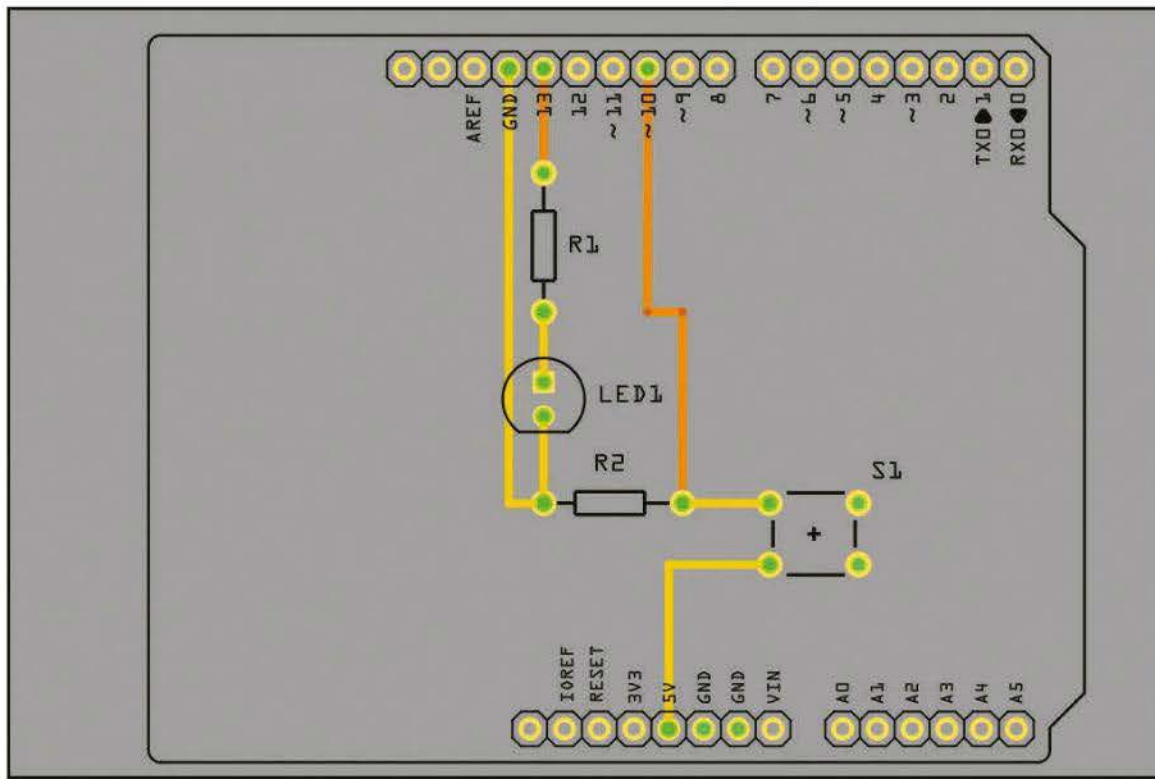 AREF
GND
13
12
~11
~10
~9
8
7
~6
~5
4
~3
2
TX0▶1
RX0◀0
R1
LED1
R2
S1
+
IOREF
RESET
3V3
5V
GND
GND
VIN
A0
A1
A2
A3
A4
A5